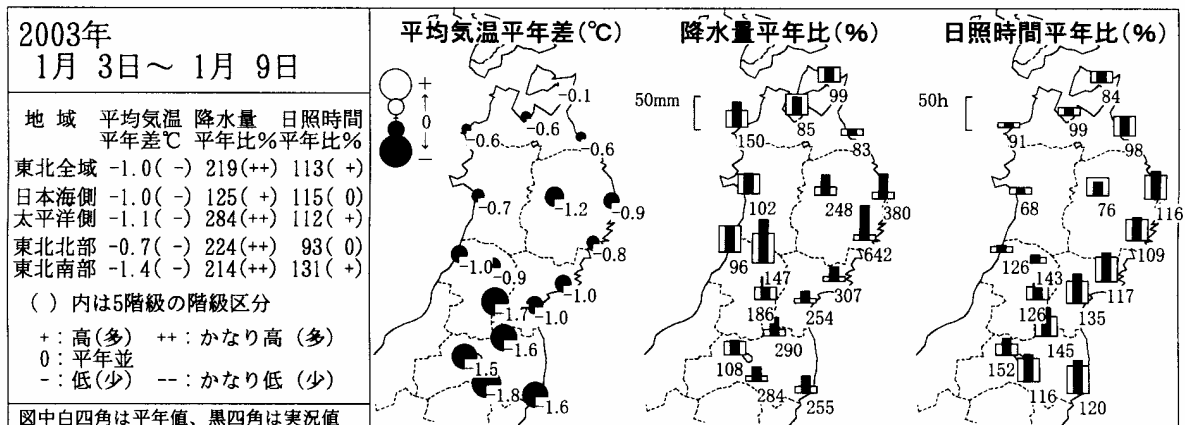 2003年
1月 3日～ 1月 9日
地 域 平均気温 降水量 日照時間
平年差℃ 平年比% 平年比%
東北全域 -1.0( -) 219(++) 113( +)
日本海側 -1.0( -) 125( +) 115( 0)
太平洋側 -1.1( -) 284(++) 112( +)
東北北部 -0.7( -) 224(++) 93( 0)
東北南部 -1.4( -) 214(++) 131( +)
( ) 内は5階級の階級区分
+ : 高(多) ++ : かなり高 (多)
0 : 平年並
- : 低(少) -- : かなり低 (少)
図中白四角は平年値、黒四角は実況値
平均気温平年差(℃)
+
↑
0
↓
-
-0.1
-0.6
-0.6
-0.6
-0.7
-1.2
-0.9
-0.8
-1.0
-0.9
-1.0
-1.7
-1.0
-1.6
-1.5
-1.8
-1.6
降水量平年比(%)
50mm
99
85
150
83
102
248
380
642
96
147
307
186
254
290
108
284
255
日照時間平年比(%)
50h
84
99
91
98
68
76
116
109
126
143
117
126
135
145
152
116
120